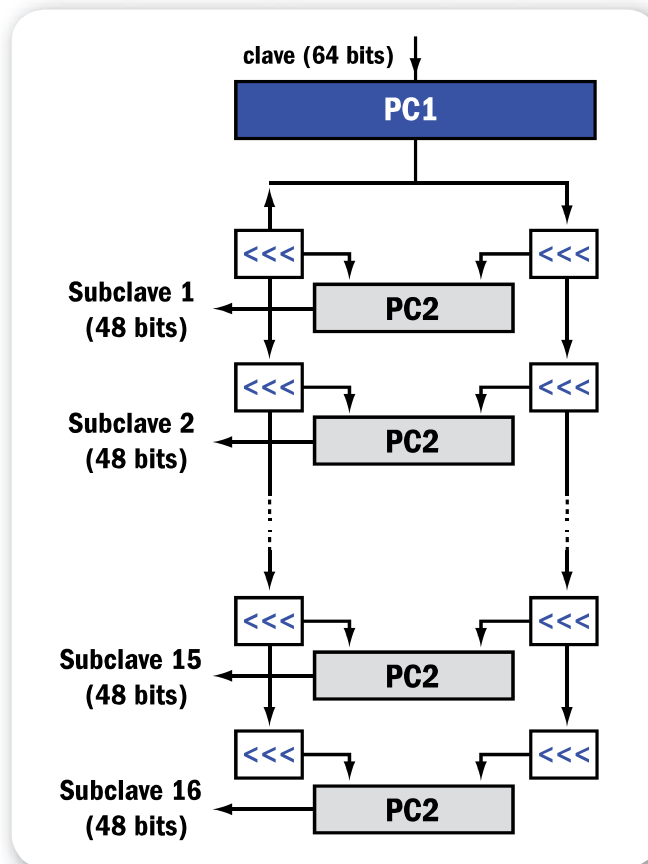 clave (64 bits)
PC1
<<< <<<
Subclave 1
(48 bits)
PC2
<<< <<<
Subclave 2
(48 bits)
PC2
<<< <<<
Subclave 15
(48 bits)
PC2
<<< <<<
Subclave 16
(48 bits)
PC2